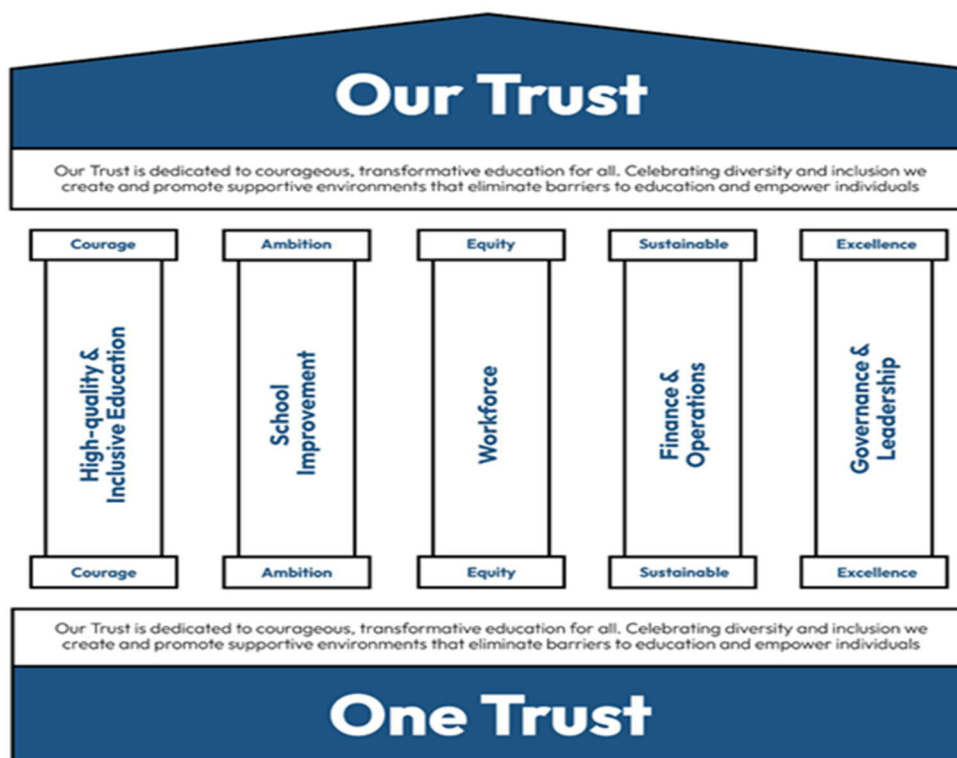 Our Trust
Our Trust is dedicated to courageous, transformative education for all. Celebrating diversity and inclusion we
create and promote supportive environments that eliminate barriers to education and empower individuals
Courage
Ambition
Equity
Sustainable
Excellence
High-quality &
Inclusive Education
School
Improvement
Workforce
Finance &
Operations
Governance &
Leadership
Courage
Ambition
Equity
Sustainable
Excellence
Our Trust is dedicated to courageous, transformative education for all. Celebrating diversity and inclusion we
create and promote supportive environments that eliminate barriers to education and empower individuals
One Trust